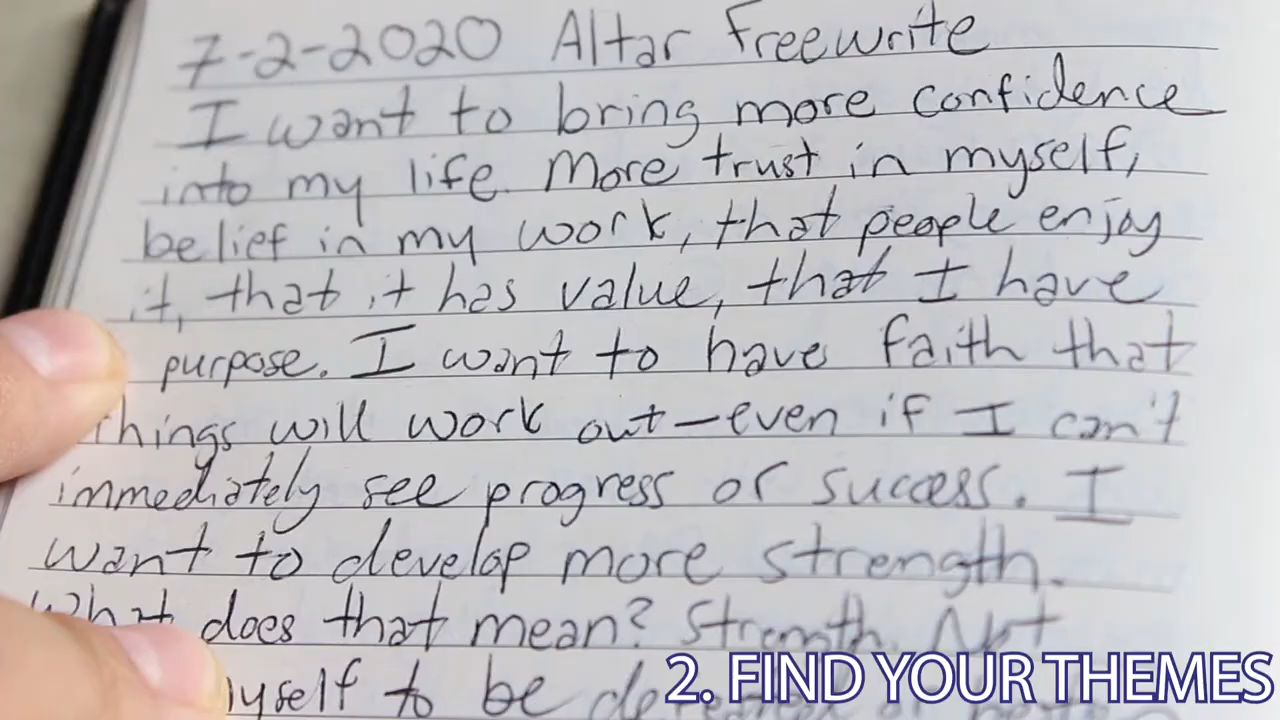 7-2-2020 Altar Freewrite
I want to bring more confidence
into my life. More trust in myself,
belief in my work, that people enjoy
it, that it has value, that I have
purpose. I want to have faith that
things will work out-even if I can't
immediately see progress or success. I
want to develop more strength.
What does that mean? Strength. Not
myself to be
2. FIND YOUR THEMES